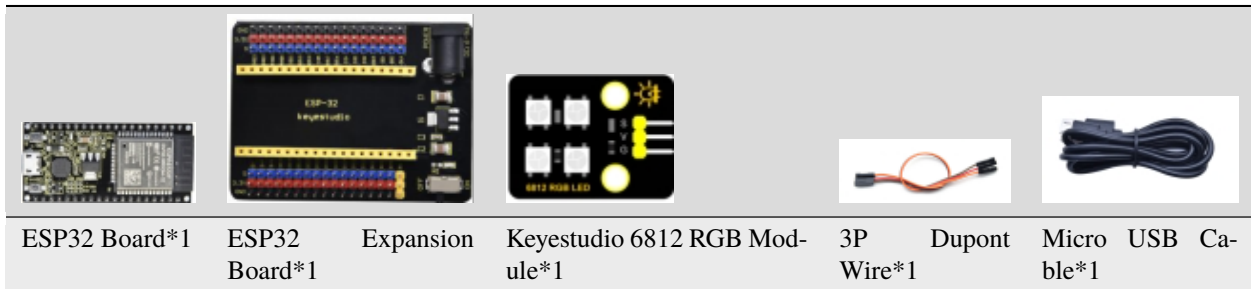 ESP-32
keyestudio
6812 RGB LED
ESP32 Board*1
ESP32 Expansion
Board*1
Keyestudio 6812 RGB Mod-
ule*1
3P Dupont
Wire*1
Micro USB Ca-
ble*1